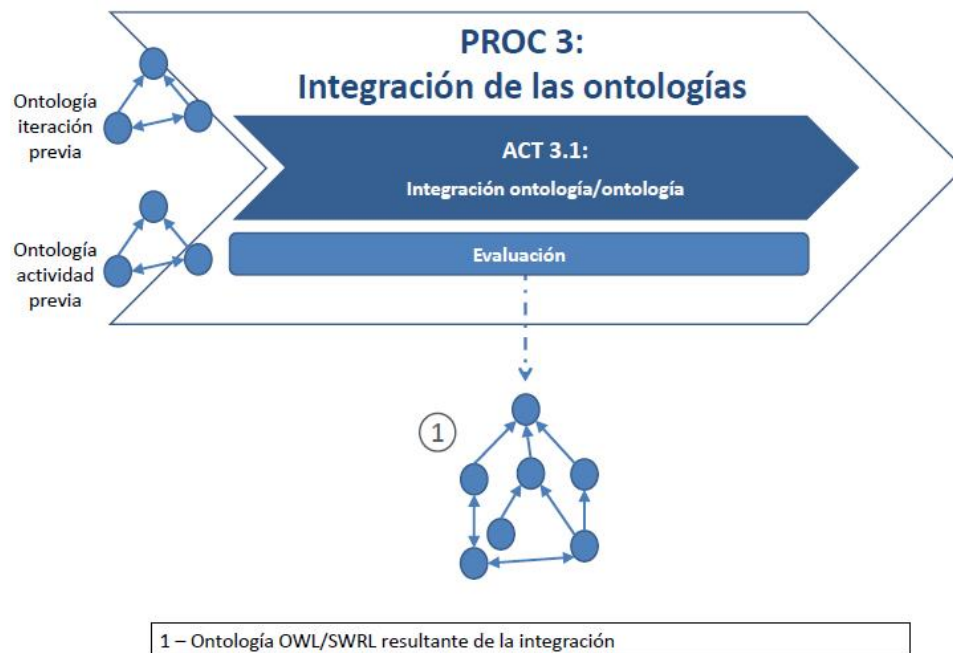 PROC 3:
Integración de las ontologías
Ontología
iteración
previa
ACT 3.1:
Integración ontología/ontología
Ontología
actividad
previa
Evaluación
1
1 – Ontología OWL/SWRL resultante de la integración